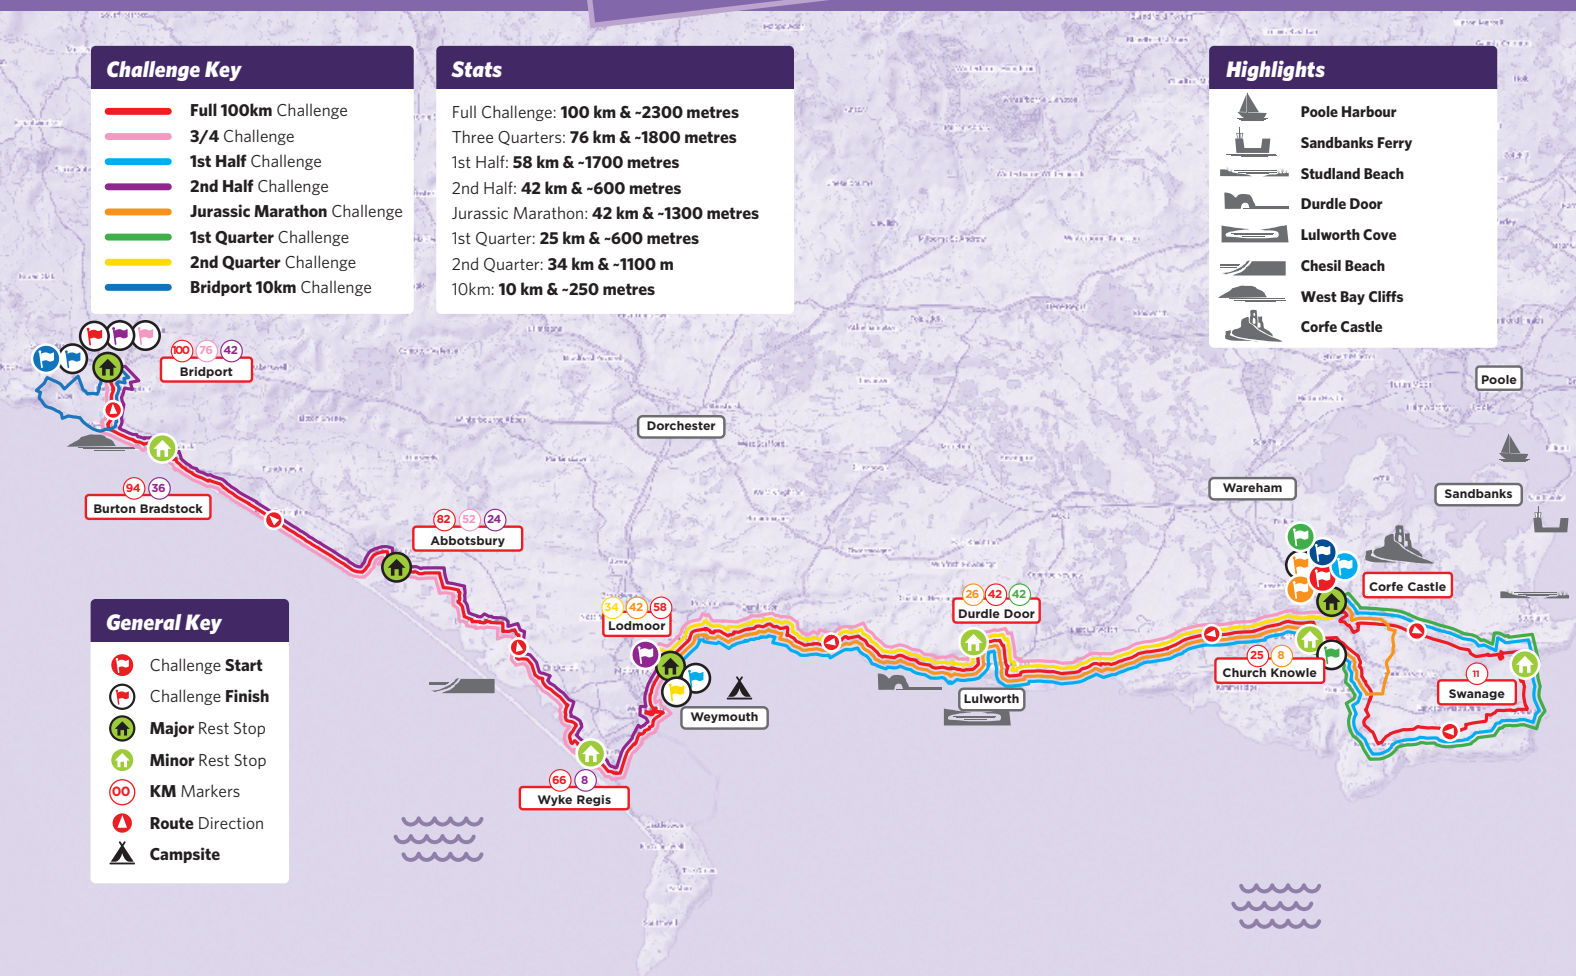 Challenge Key
Full 100km Challenge
3/4 Challenge
1st Half Challenge
2nd Half Challenge
Jurassic Marathon Challenge
1st Quarter Challenge
2nd Quarter Challenge
Bridport 10km Challenge
Stats
Full Challenge: 100 km & ~2300 metres
Three Quarters: 76 km & ~1800 metres
1st Half: 58 km & ~1700 metres
2nd Half: 42 km & ~600 metres
Jurassic Marathon: 42 km & ~1300 metres
1st Quarter: 25 km & ~600 metres
2nd Quarter: 34 km & ~1100 m
10km: 10 km & ~250 metres
Highlights
Poole Harbour
Sandbanks Ferry
Studland Beach
Durdle Door
Lulworth Cove
Chesil Beach
West Bay Cliffs
Corfe Castle
100 76 42
Bridport
Poole
Dorchester
94 36
Burton Bradstock
Wareham
Sandbanks
82 52 24
Abbotsbury
Corfe Castle
34 42 58
Lodmoor
26 42 42
Durdle Door
25 8
Church Knowle
11
Swanage
Lulworth
Weymouth
66 8
Wyke Regis
General Key
Challenge Start
Challenge Finish
Major Rest Stop
Minor Rest Stop
00 KM Markers
Route Direction
Campsite